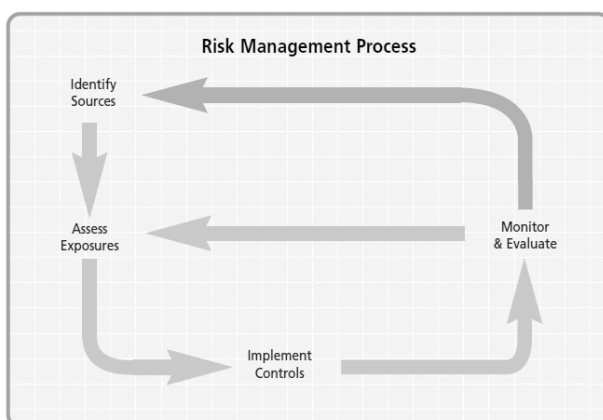 Risk Management Process
Identify
Sources
Assess
Exposures
Monitor
& Evaluate
Implement
Controls